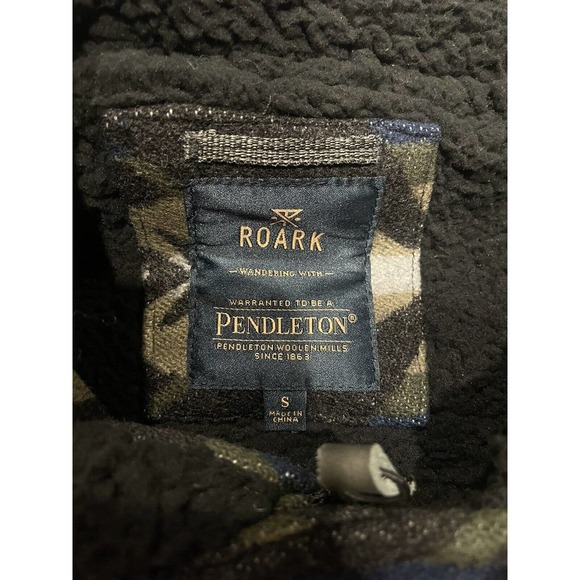 ROARK
– WANDERING WITH –
WARRANTED TO BE A
PENDLETON®
PENDLETON WOOLEN MILLS
SINCE 1863
S
MADE IN
CHINA